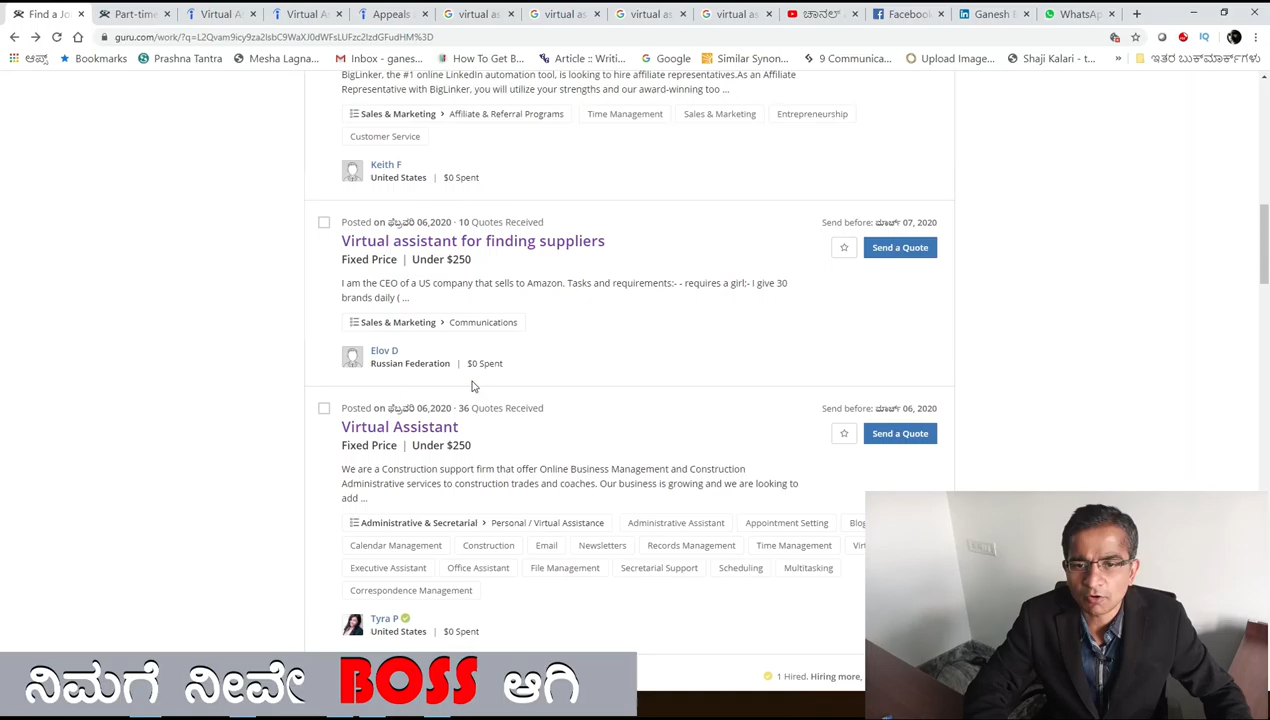 Find a Jo
Part-time
Virtual A
Virtual A
Appeals a
virtual as
virtual as
virtual as
virtual as
ಚಾನಲ್
Facebook
Ganesh B
WhatsAp
guru.com/work/?q=L2Qvam9icy9za2lsbC9WaXJ0dWFsLUFzc2lzdGFudHM%3D
ಆಪ್ಸ್
Bookmarks
Prashna Tantra
Mesha Lagna...
Inbox - ganes...
How To Get B...
Article :: Writi...
Google
Similar Synon...
9 Communica...
Upload Image...
Shaji Kalari - t...
»
ಇತರ ಬುಕ್‌ಮಾರ್ಕ್‌ಗಳು
BigLinker, the #1 online LinkedIn automation tool, is looking to hire affiliate representatives.As an Affiliate
Representative with BigLinker, you will utilize your strengths and our award-winning too ...
Sales & Marketing › Affiliate & Referral Programs Time Management Sales & Marketing Entrepreneurship
Customer Service
Keith F
United States | $0 Spent
Posted on ಫೆಬ್ರವರಿ 06,2020 · 10 Quotes Received Send before: ಮಾರ್ಚ್ 07, 2020
Virtual assistant for finding suppliers Send a Quote
Fixed Price | Under $250
I am the CEO of a US company that sells to Amazon. Tasks and requirements:- - requires a girl;- I give 30
brands daily ( ...
Sales & Marketing › Communications
Elov D
Russian Federation | $0 Spent
Posted on ಫೆಬ್ರವರಿ 06,2020 · 36 Quotes Received Send before: ಮಾರ್ಚ್ 06, 2020
Virtual Assistant Send a Quote
Fixed Price | Under $250
We are a Construction support firm that offer Online Business Management and Construction
Administrative services to construction trades and coaches. Our business is growing and we are looking to
add ...
Administrative & Secretarial › Personal / Virtual Assistance Administrative Assistant Appointment Setting Blog
Calendar Management Construction Email Newsletters Records Management Time Management Virt
Executive Assistant Office Assistant File Management Secretarial Support Scheduling Multitasking
Correspondence Management
Tyra P
United States | $0 Spent
1 Hired. Hiring more,
ನಿಮಗೆ ನೀವೇ BOSS ಆಗಿ